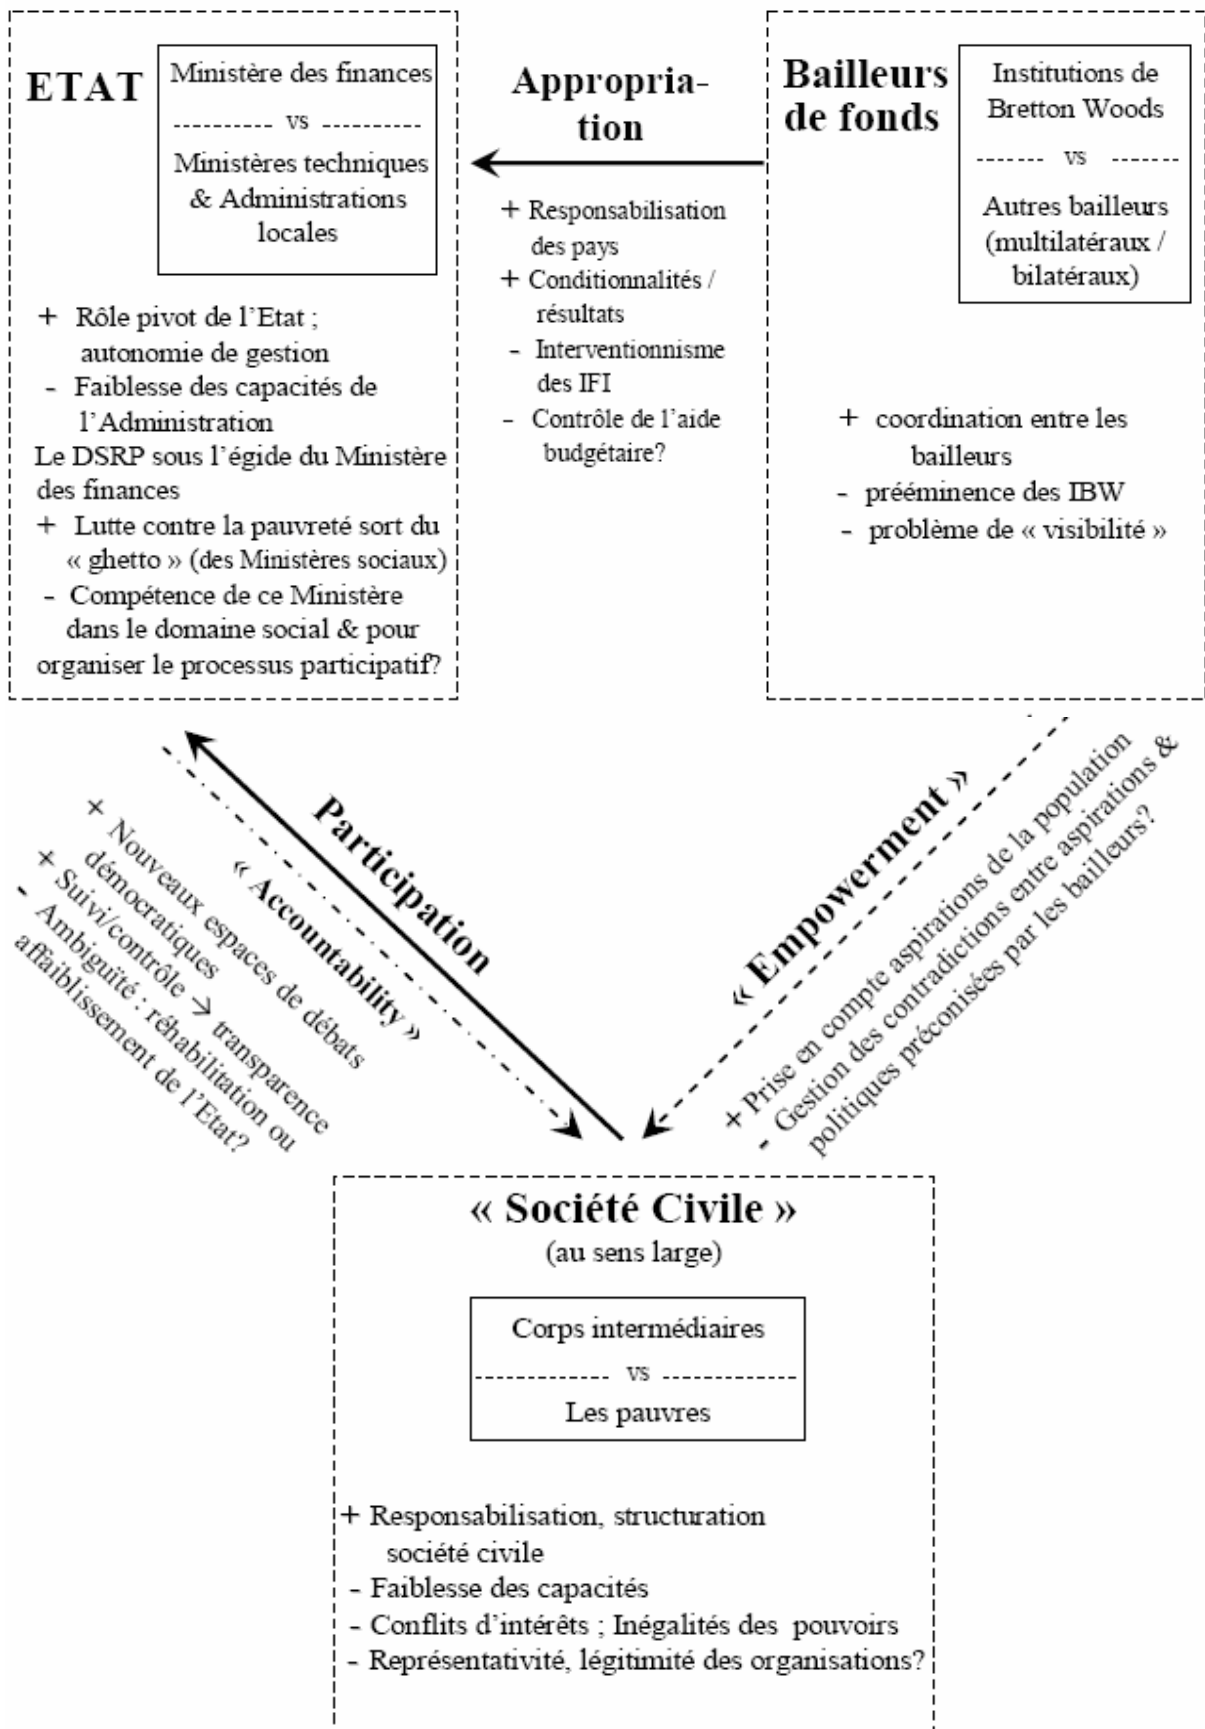 ETAT
Ministère des finances
vs
Ministères techniques
& Administrations
locales
+ Rôle pivot de l'Etat ;
autonomie de gestion
- Faiblesse des capacités de
l'Administration
Le DSRP sous l'égide du Ministère
des finances
+ Lutte contre la pauvreté sort du
« ghetto » (des Ministères sociaux)
- Compétence de ce Ministère
dans le domaine social & pour
organiser le processus participatif?
Appropria-
tion
+ Responsabilisation
des pays
+ Conditionnalités /
résultats
- Interventionnisme
des IFI
- Contrôle de l'aide
budgétaire?
Bailleurs
de fonds
Institutions de
Bretton Woods
vs
Autres bailleurs
(multilatéraux /
bilatéraux)
+ coordination entre les
bailleurs
- prééminence des IBW
- problème de « visibilité »
Participation
« Accountability »
+ Nouveaux espaces de débats
démocratiques
+ Suivi/contrôle → transparence
- Ambiguïté : réhabilitation ou
affaiblissement de l'Etat?
« Empowerment »
+ Prise en compte aspirations de la population
- Gestion des contradictions entre aspirations &
politiques préconisées par les bailleurs?
« Société Civile »
(au sens large)
Corps intermédiaires
vs
Les pauvres
+ Responsabilisation, structuration
société civile
- Faiblesse des capacités
- Conflits d'intérêts ; Inégalités des pouvoirs
- Représentativité, légitimité des organisations?